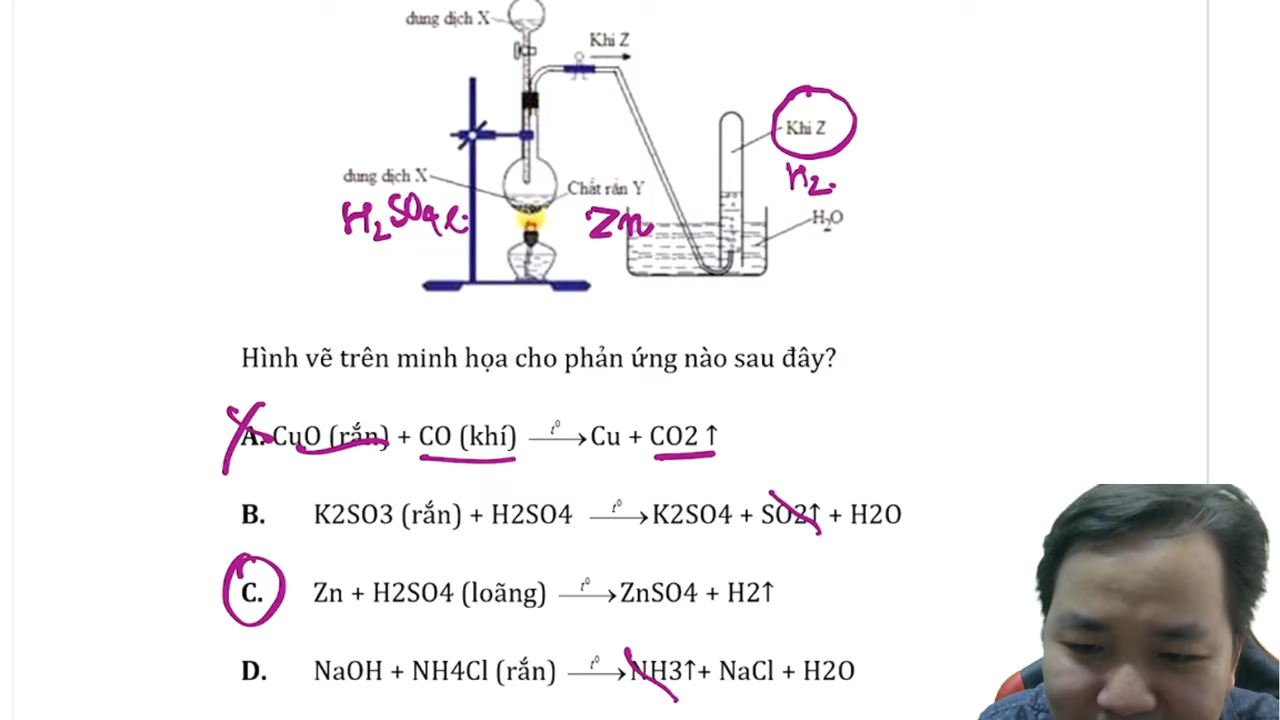 dung dịch X
Khí Z
Khí Z
H2.
dung dịch X
Chất rắn Y
H2SO4 l.
Zn
H2O
Hình vẽ trên minh họa cho phản ứng nào sau đây?
A. CuO (rắn) + CO (khí) t⁰ → Cu + CO2 ↑
B. K2SO3 (rắn) + H2SO4 t⁰ → K2SO4 + SO2↑ + H2O
C. Zn + H2SO4 (loãng) t⁰ → ZnSO4 + H2↑
D. NaOH + NH4Cl (rắn) t⁰ → NH3↑+ NaCl + H2O